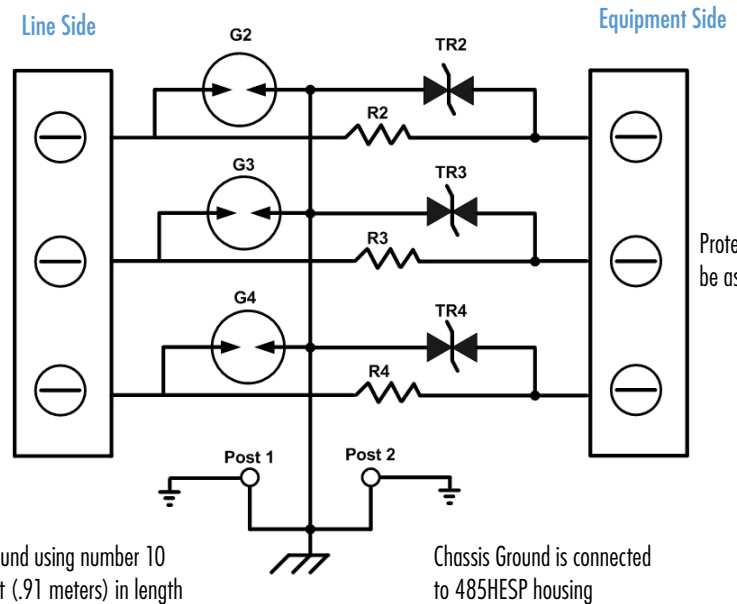 Line Side
Equipment Side
G2
TR2
R2
G3
TR3
R3
G4
TR4
R4
Post 1
Post 2
using number 10
(.91 meters) in length
Chassis Ground is connected
to 485HESP housing
be